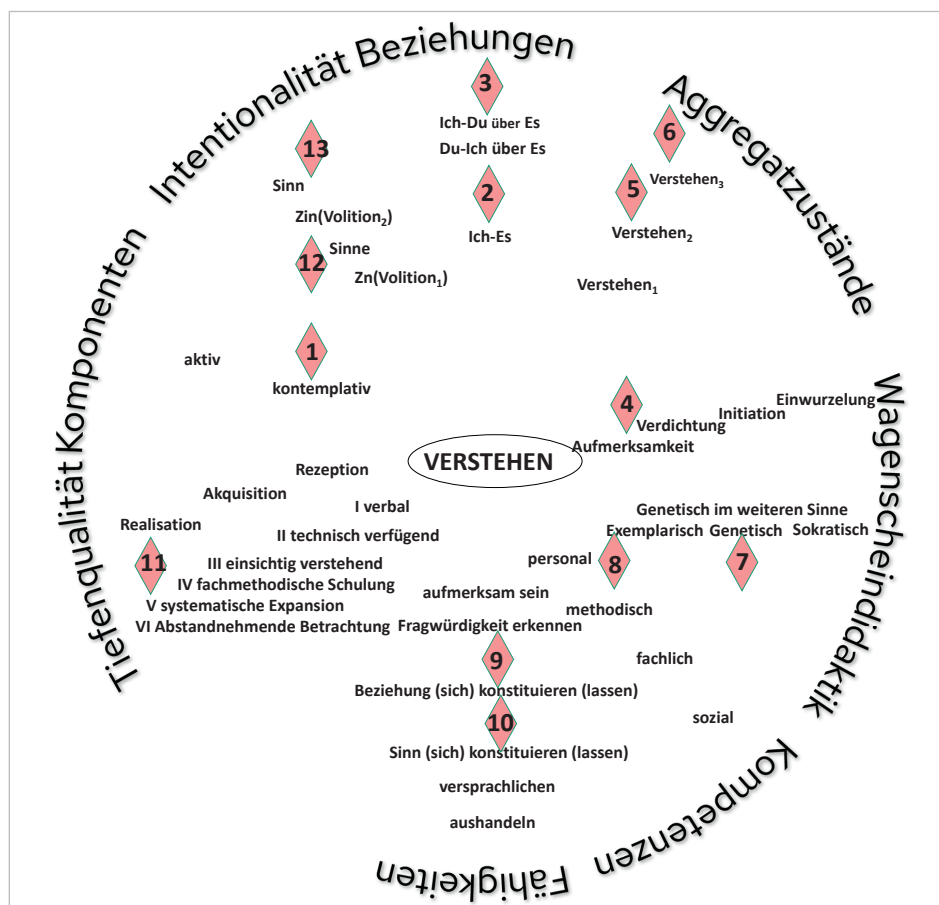 Tiefenqualität Komponenten Intentionalität Beziehungen
Aggregatzustände
Wagenscheindidaktik
Kompetenzen
Fähigkeiten
3
Ich-Du über Es
Du-Ich über Es
2
Ich-Es
13
Sinn
Zin(Volition₂)
Sinne
12
Zn(Volition₁)
1
aktiv
kontemplativ
6
Verstehen₃
5
Verstehen₂
Verstehen₁
Einwurzelung
Initiation
4
Verdichtung
Aufmerksamkeit
VERSTEHEN
Rezeption
Akquisition
Realisation
11
I verbal
II technisch verfügend
III einsichtig verstehend
IV fachmethodische Schulung
V systematische Expansion
VI Abstandnehmende Betrachtung
Genetisch im weiteren Sinne
Exemplarisch Genetisch Sokratisch
8
7
personal
methodisch
fachlich
sozial
aufmerksam sein
Fragwürdigkeit erkennen
9
Beziehung (sich) konstituieren (lassen)
10
Sinn (sich) konstituieren (lassen)
versprachlichen
aushandeln